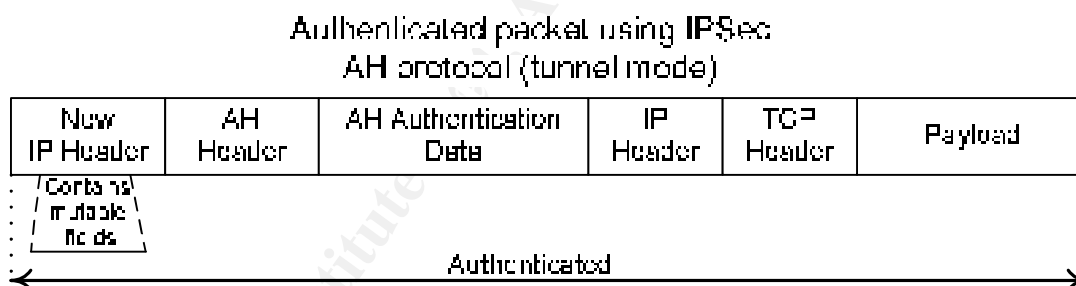 Authenticated packet using IPSec
AH protocol (tunnel mode)
New
IP Header
AH
Header
AH Authentication
Data
IP
Header
TCP
Header
Payload
Contains
mutable
fields
Authenticated